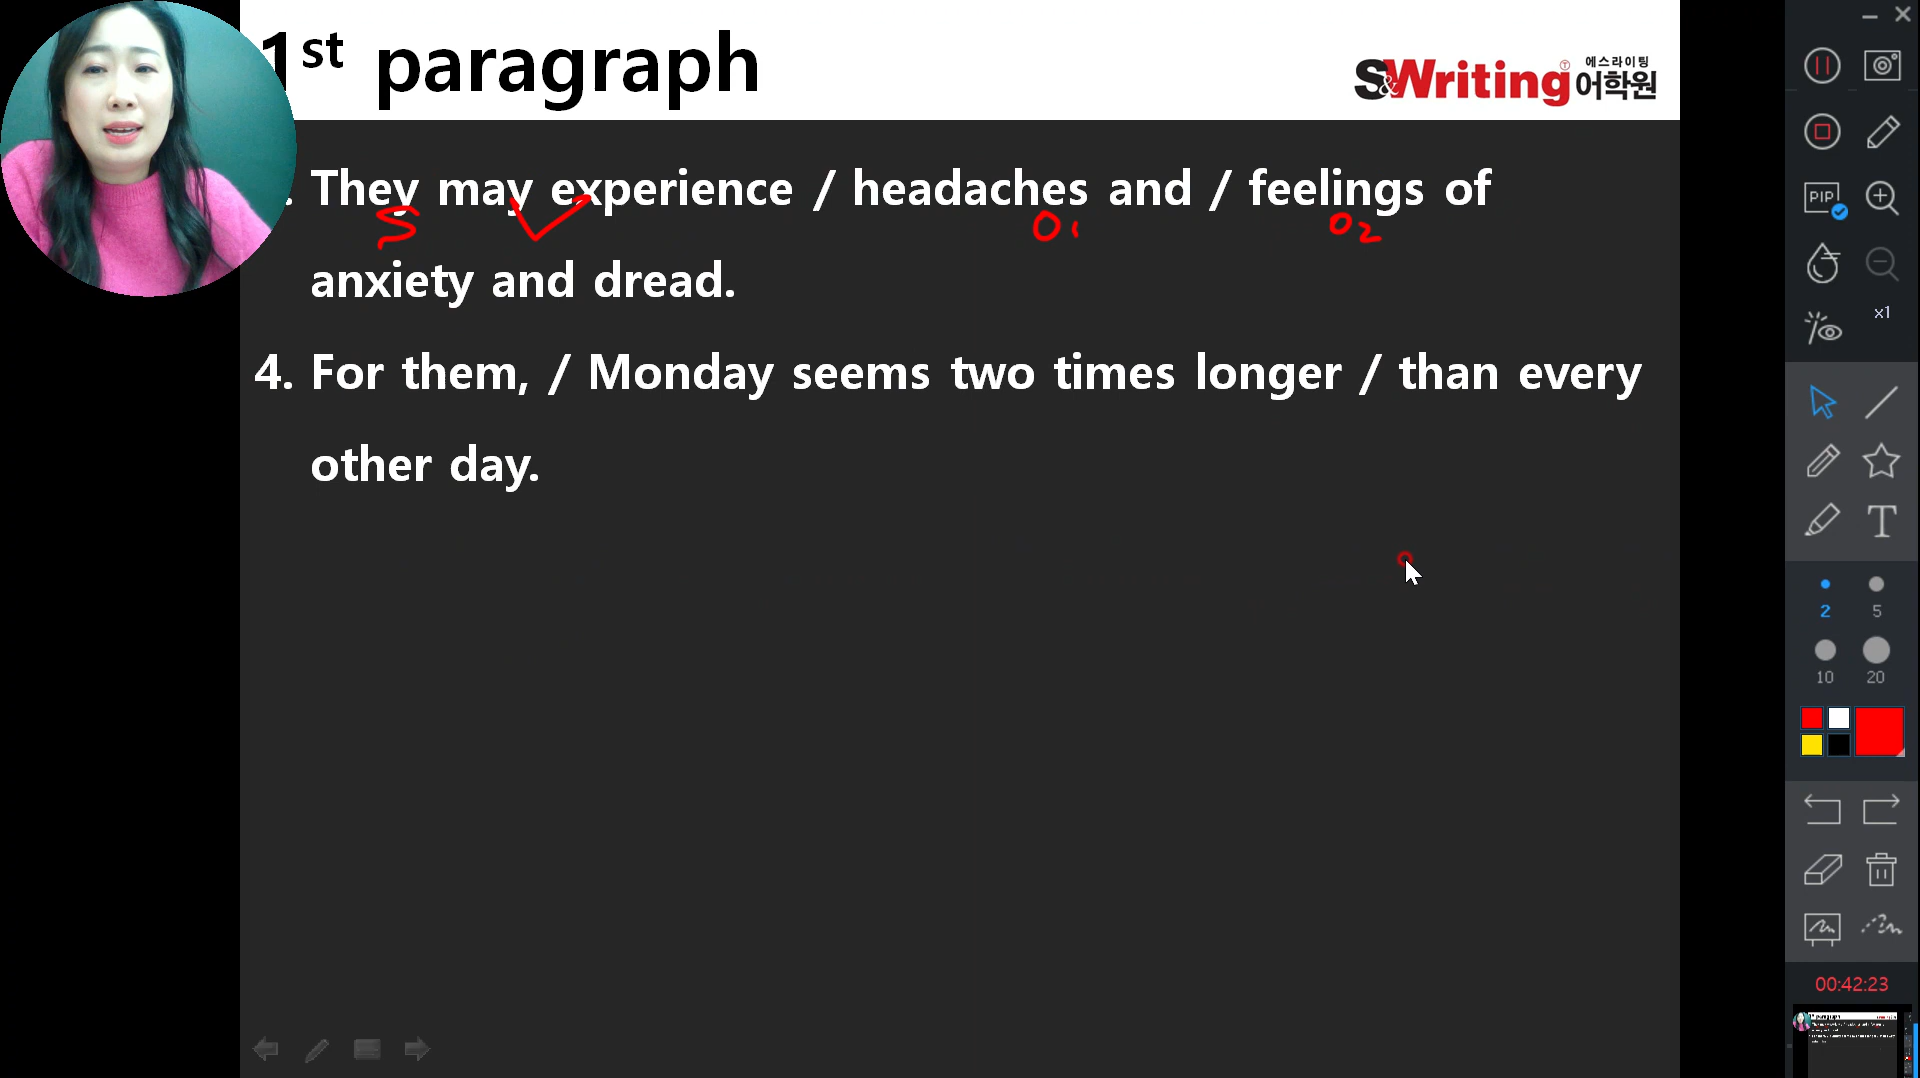 1st paragraph
S&Writing 어학원
에스라이팅
. They may experience / headaches and / feelings of
S V O1 O2
anxiety and dread.
4. For them, / Monday seems two times longer / than every
other day.
PIP
x1
T
2 5
10 20
00:42:23